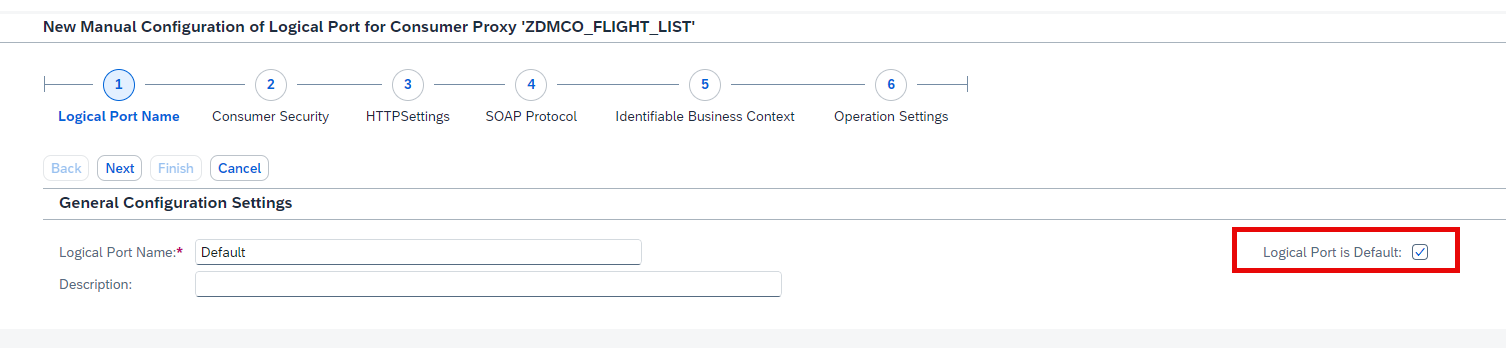 New Manual Configuration of Logical Port for Consumer Proxy 'ZDMCO_FLIGHT_LIST'
1 2 3 4 5 6
Logical Port Name Consumer Security HTTPSettings SOAP Protocol Identifiable Business Context Operation Settings
Back Next Finish Cancel
General Configuration Settings
Logical Port Name:* Default Logical Port is Default:
Description: